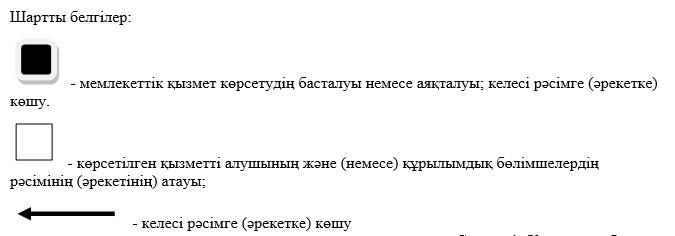 Шартты белгілер:
- мемлекеттік қызмет көрсетудің басталуы немесе аяқталуы; келесі рәсімге (әрекетке)
көшу.
- көрсетілген қызметті алушының және (немесе) құрылымдық бөлімшелердің
рәсімінің (әрекетінің) атауы;
- келесі рәсімге (әрекетке) көшу